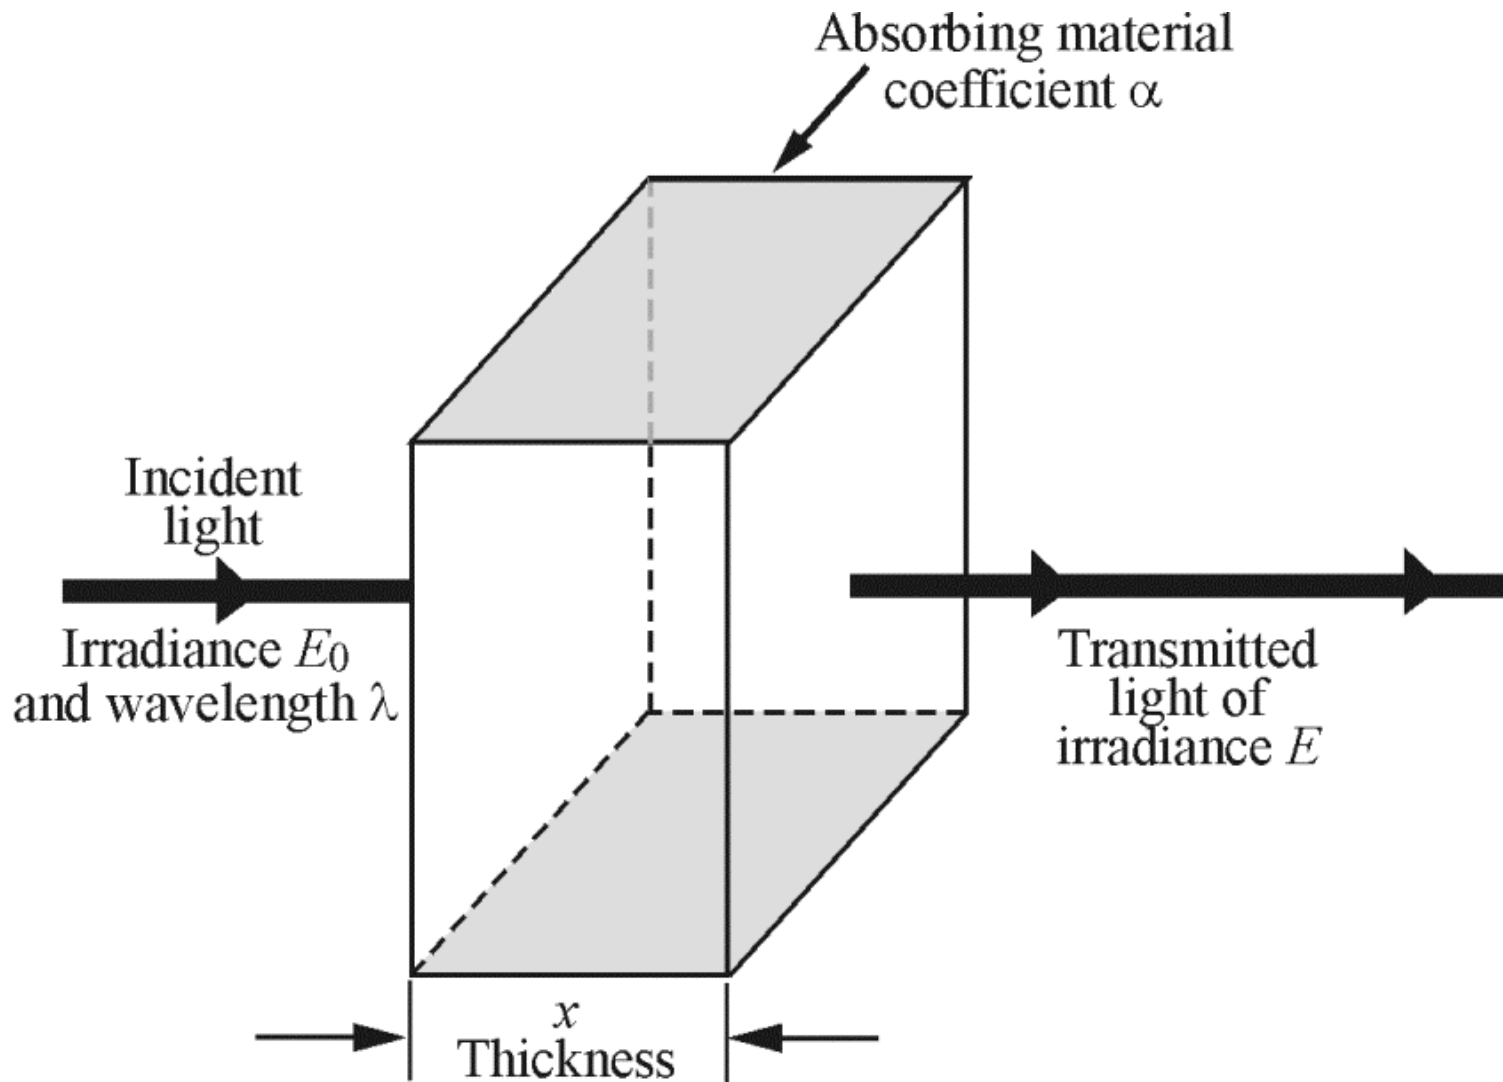 Absorbing material
coefficient α
Incident
light
Irradiance E0
and wavelength λ
Transmitted
light of
irradiance E
x
Thickness